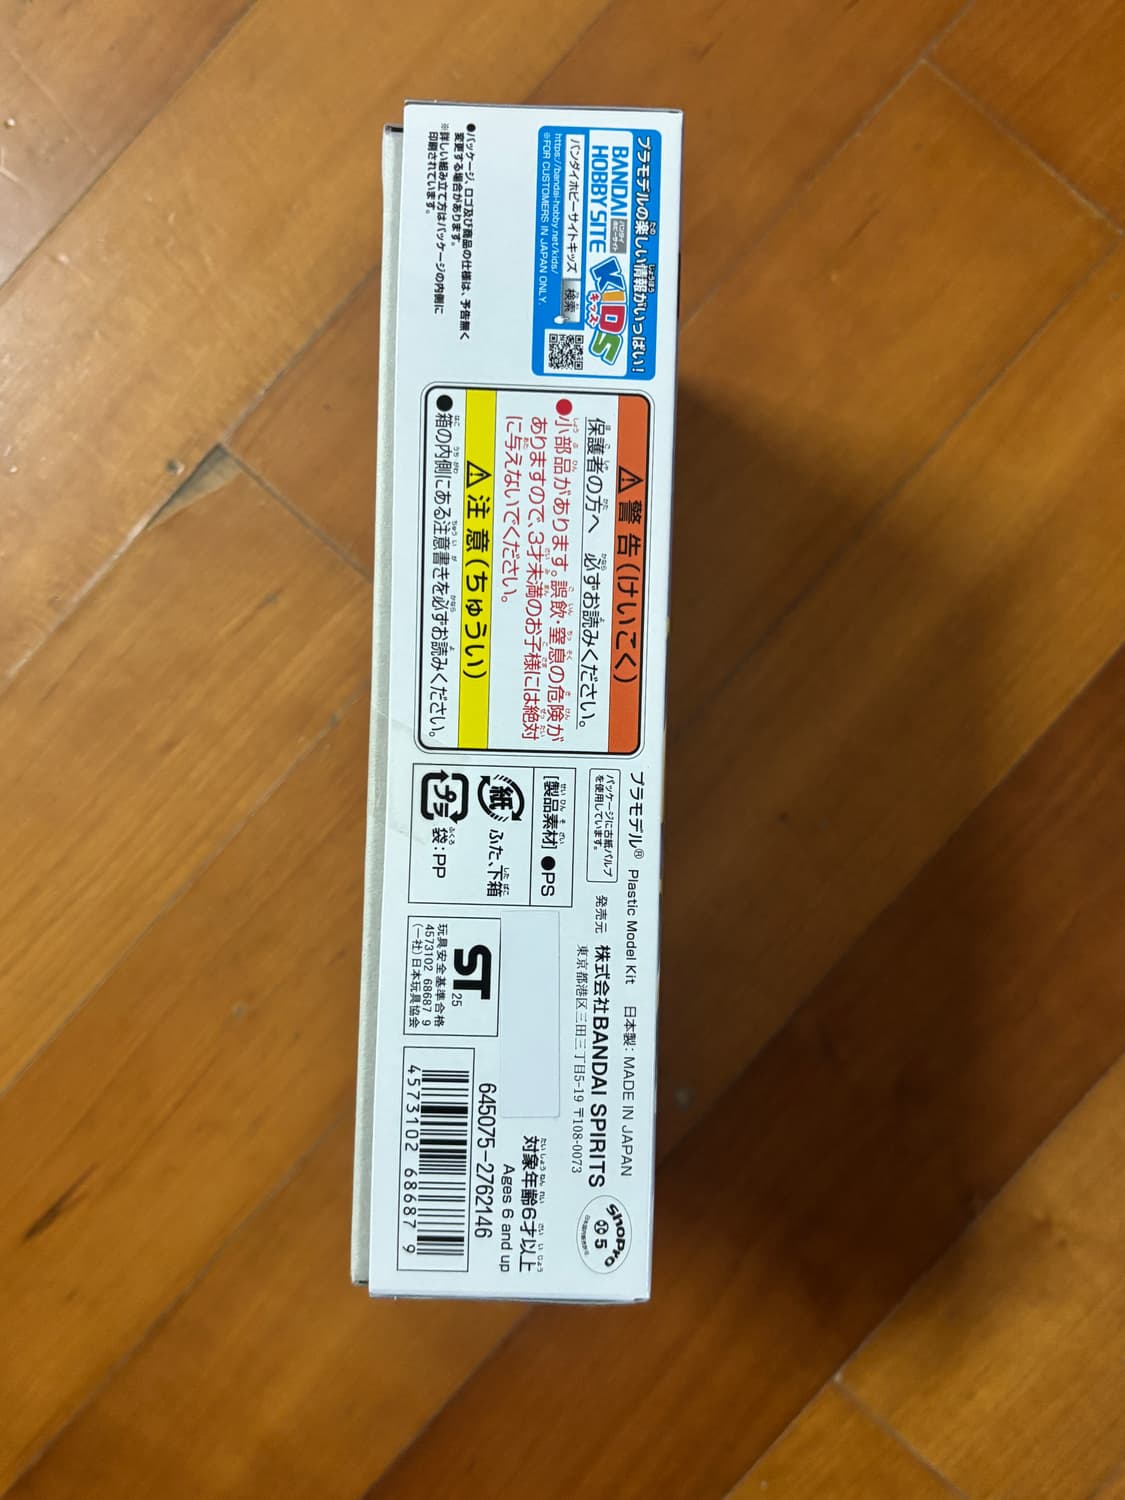 プラモデルの楽しい情報がいっぱい!
BANDAI バンダイ
HOBBY SITE ホビーサイト
KIDS
キッズ
バンダイホビーサイトキッズ 検索
https://bandai-hobby.net/kids/
※FOR CUSTOMERS IN JAPAN ONLY.
●パッケージ、ロゴ及び商品の仕様は、予告無く
変更する場合があります。
※詳しい組み立て方はパッケージの内側に
印刷されています。
⚠警告(けいこく)
保護者の方へ 必ずお読みください。
●小部品があります。誤飲・窒息の危険が
ありますので、3才未満のお子様には絶対
に与えないでください。
⚠注意(ちゅうい)
●箱の内側にある注意書きを必ずお読みください。
プラモデル® Plastic Model Kit 日本製：MADE IN JAPAN
パッケージに古紙パルプ
を使用しています。
発売元 株式会社BANDAI SPIRITS
東京都港区三田三丁目5-19 〒108-0073
[製品素材] ●PS
紙 ふた、下箱
プラ 袋：PP
ST 25
玩具安全基準合格
4573102 68687 9
(一社)日本玩具協会
対象年齢6才以上
Ages 6 and up
645075-2762146
4573102 686879
5